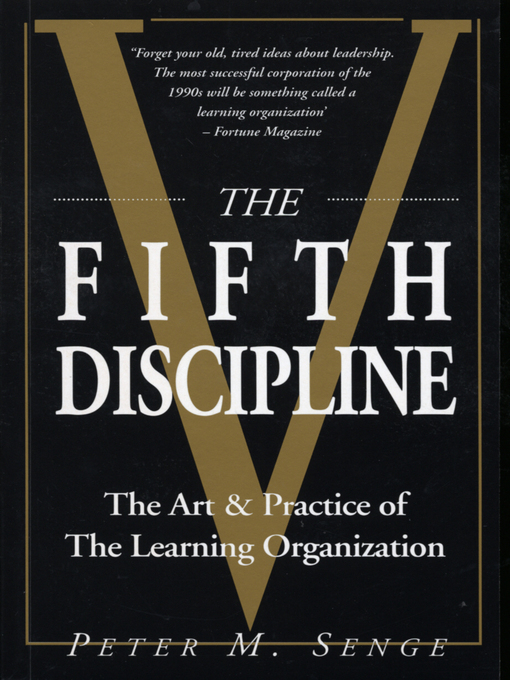 “Forget your old, tired ideas about leadership.
The most successful corporation of the
1990s will be something called a
learning organization’
– Fortune Magazine
THE
FIFTH
DISCIPLINE
The Art & Practice of
The Learning Organization
PETER M. SENGE